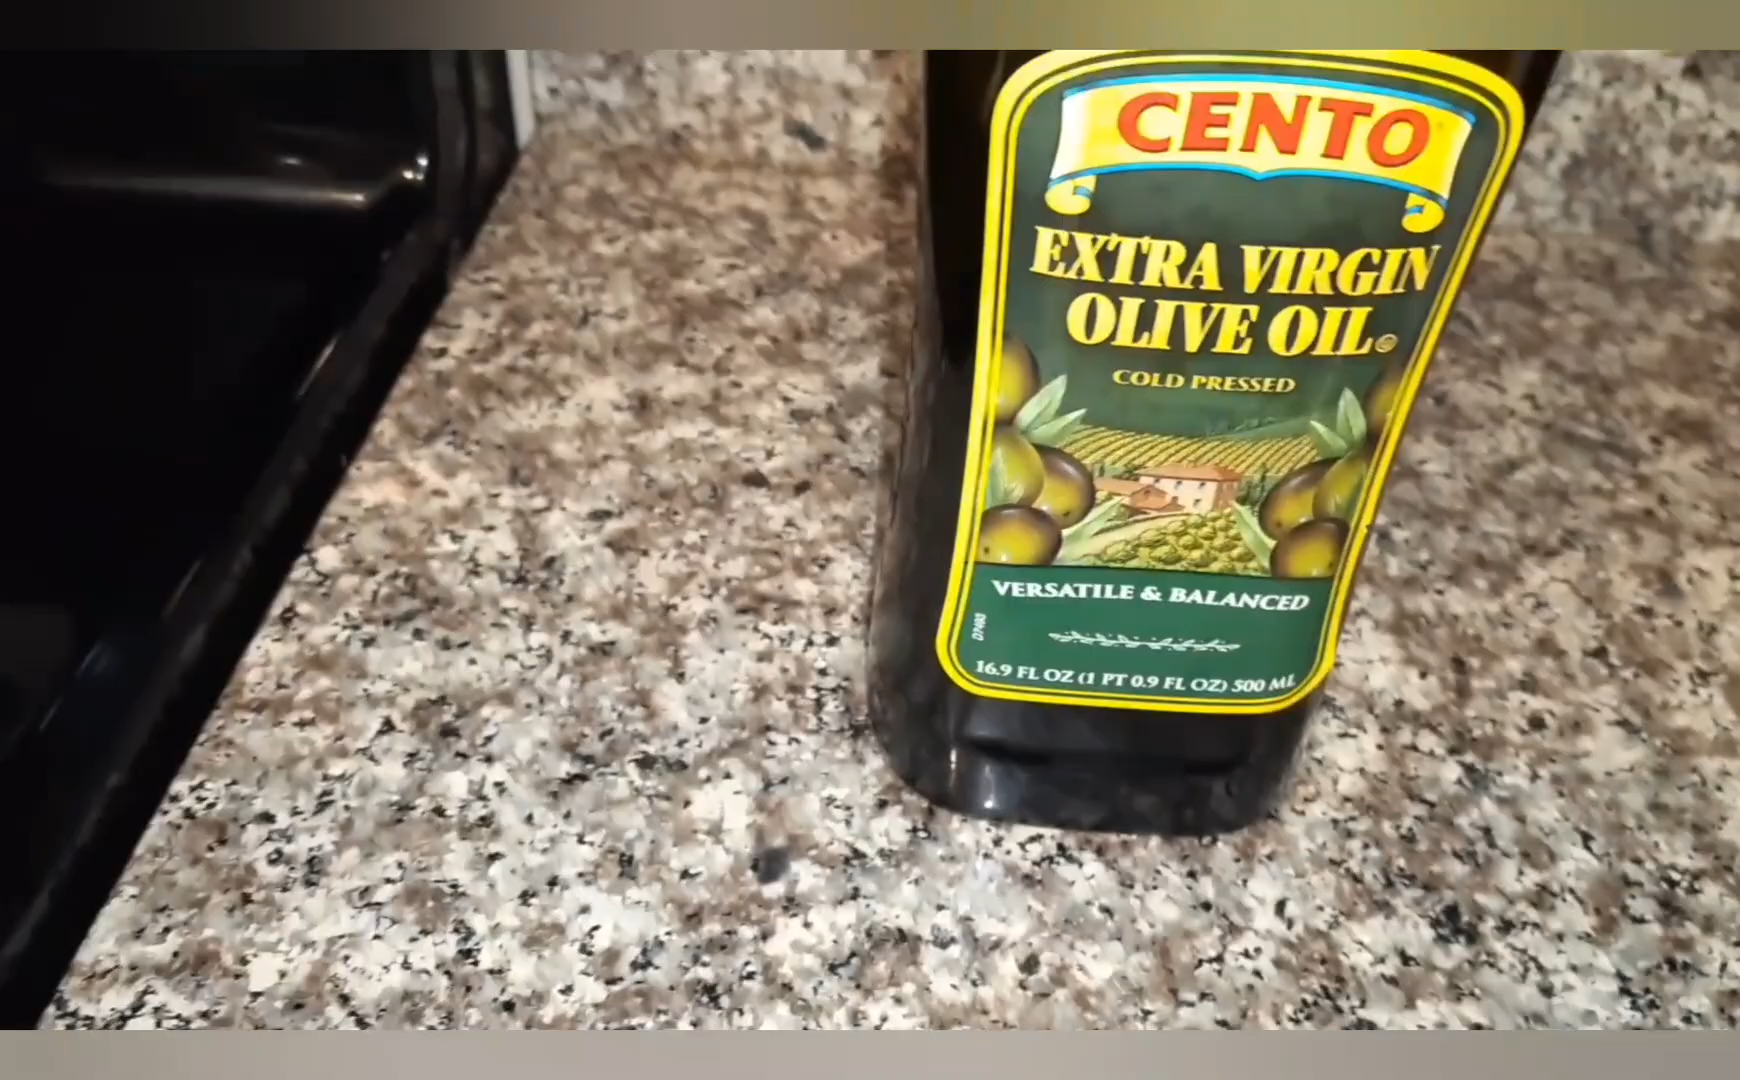 CENTO
EXTRA VIRGIN
OLIVE OIL
COLD PRESSED
VERSATILE & BALANCED
16.9 FL OZ (1 PT 0.9 FL OZ) 500 ML